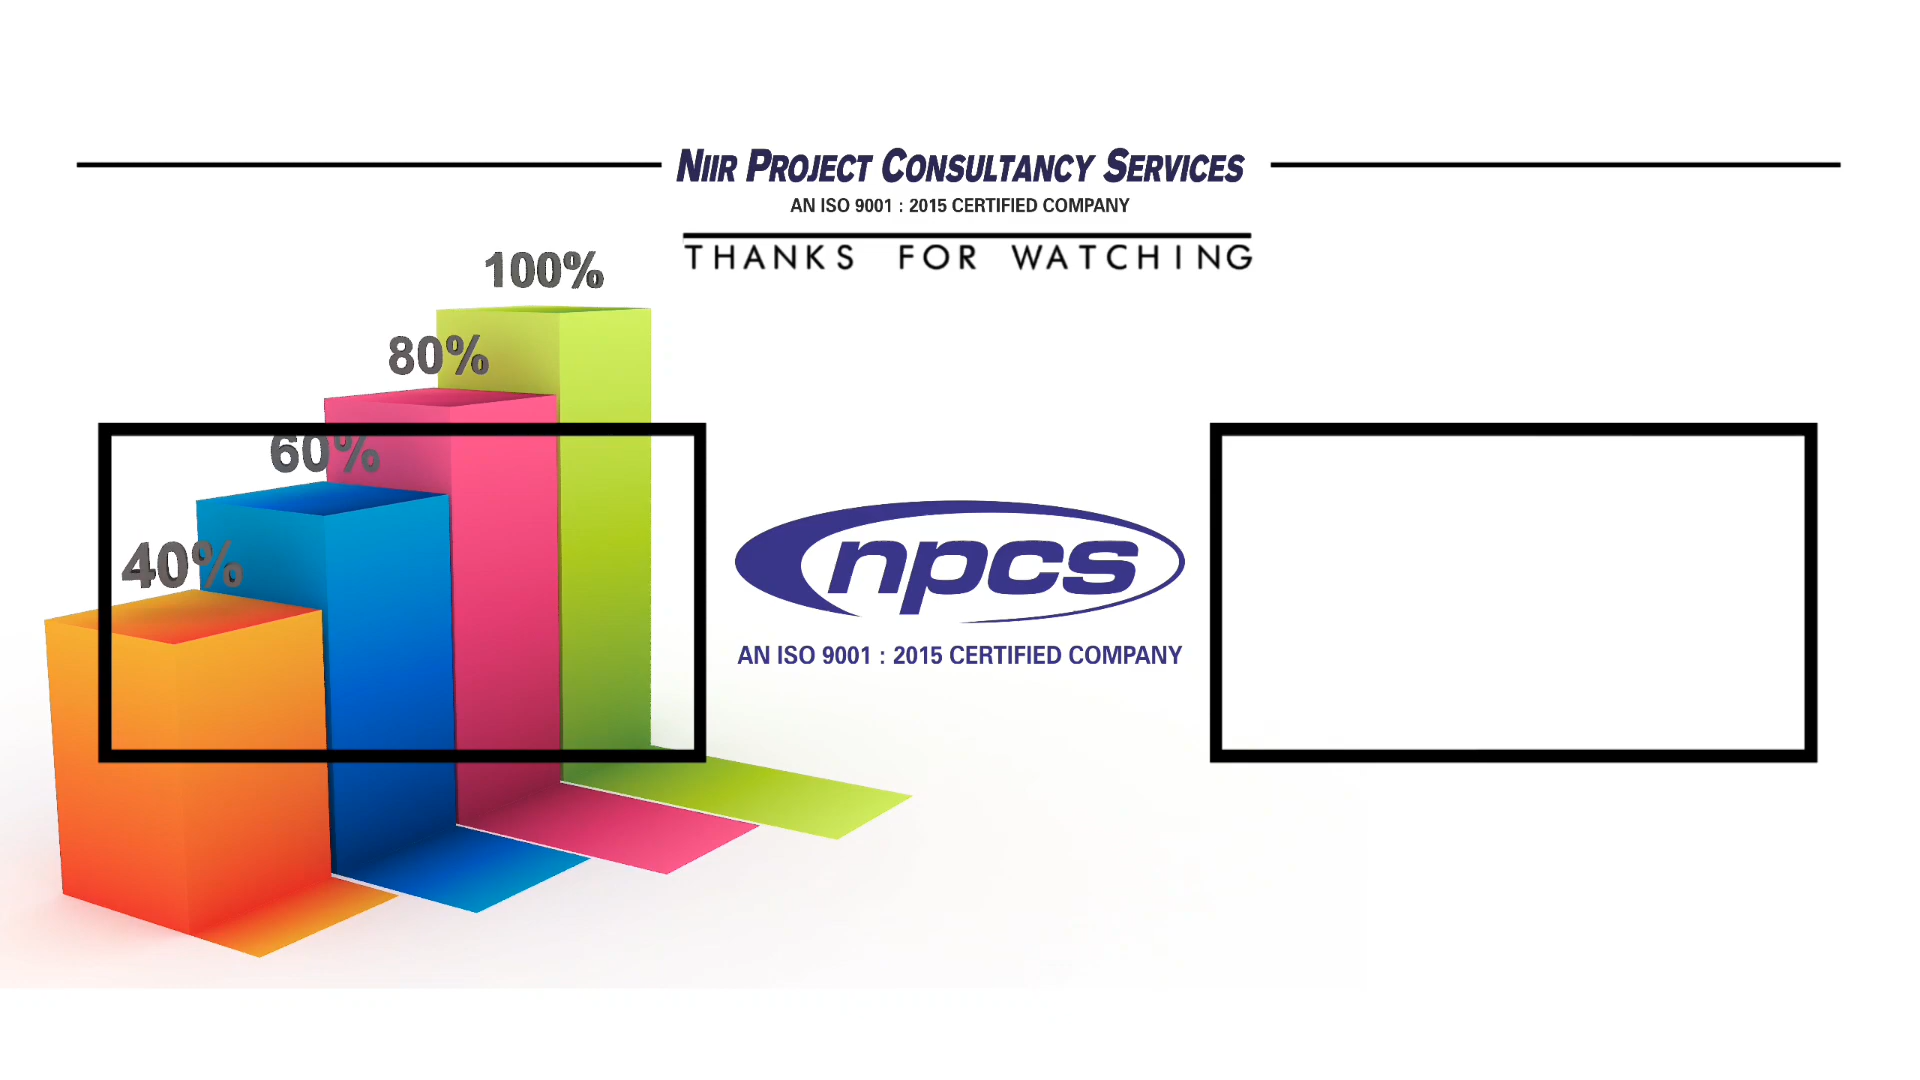 NIIR PROJECT CONSULTANCY SERVICES
AN ISO 9001 : 2015 CERTIFIED COMPANY
THANKS FOR WATCHING
100%
80%
60%
40%
npcs
AN ISO 9001 : 2015 CERTIFIED COMPANY